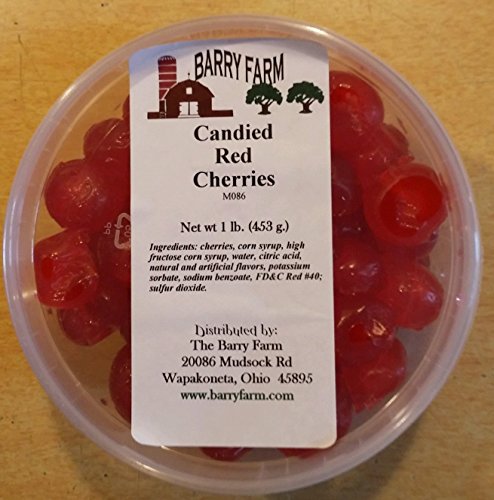 BARRY FARM
Candied
Red
Cherries
M086
Net wt 1 lb. (453 g.)
Ingredients: cherries, corn syrup, high
fructose corn syrup, water, citric acid,
natural and artificial flavors, potassium
sorbate, sodium benzoate, FD&C Red #40;
sulfur dioxide.
Distributed by:
The Barry Farm
20086 Mudsock Rd
Wapakoneta, Ohio 45895
www.barryfarm.com